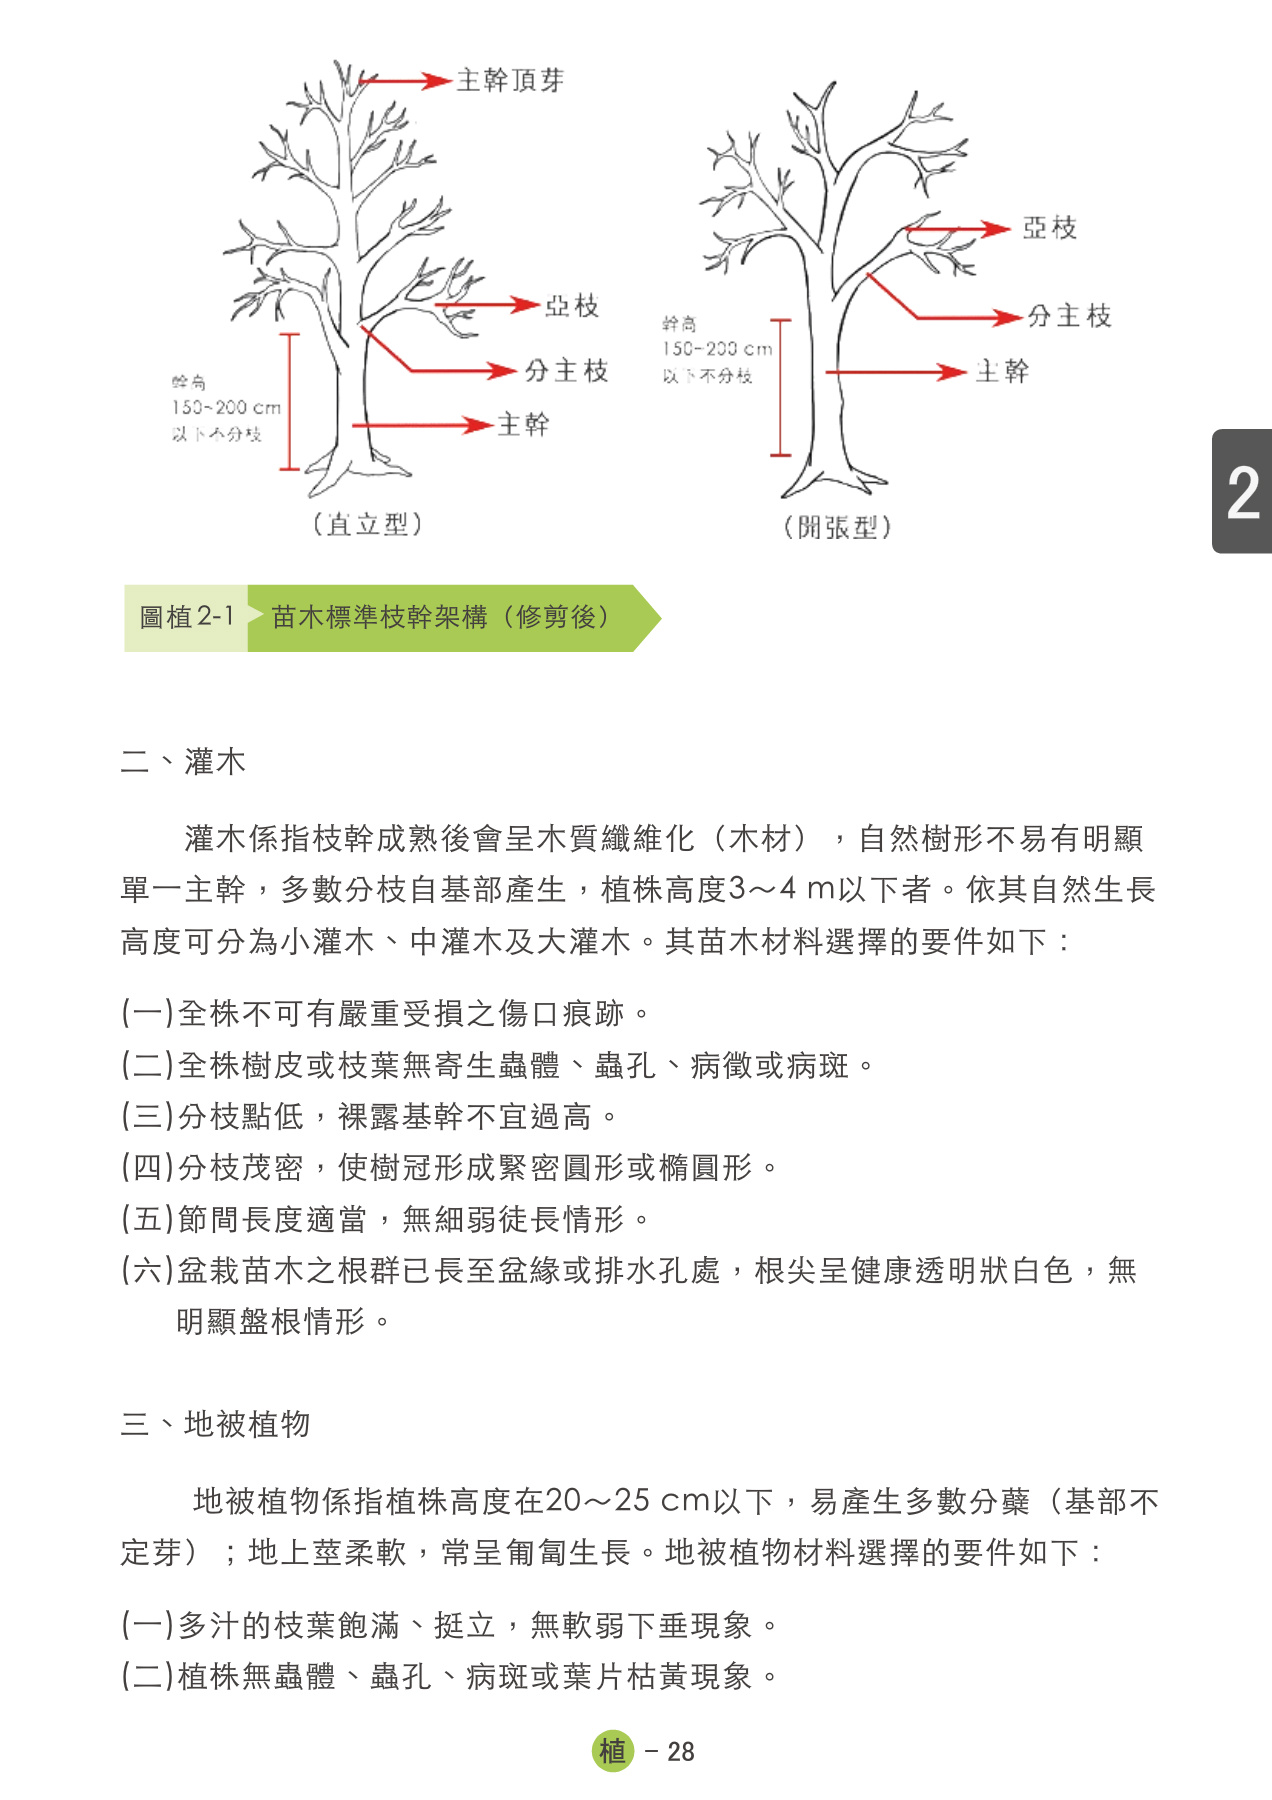 主幹頂芽
亞枝
分主枝
主幹
幹高
150~200 cm
以下不分枝
(直立型)
亞枝
分主枝
主幹
幹高
150~200 cm
以下不分枝
(開張型)
2
圖植2-1 苗木標準枝幹架構（修剪後）
二、灌木
灌木係指枝幹成熟後會呈木質纖維化（木材），自然樹形不易有明顯
單一主幹，多數分枝自基部產生，植株高度3～4 m以下者。依其自然生長
高度可分為小灌木、中灌木及大灌木。其苗木材料選擇的要件如下：
(一)全株不可有嚴重受損之傷口痕跡。
(二)全株樹皮或枝葉無寄生蟲體、蟲孔、病徵或病斑。
(三)分枝點低，裸露基幹不宜過高。
(四)分枝茂密，使樹冠形成緊密圓形或橢圓形。
(五)節間長度適當，無細弱徒長情形。
(六)盆栽苗木之根群已長至盆緣或排水孔處，根尖呈健康透明狀白色，無
明顯盤根情形。
三、地被植物
地被植物係指植株高度在20～25 cm以下，易產生多數分蘗（基部不
定芽）；地上莖柔軟，常呈匍匐生長。地被植物材料選擇的要件如下：
(一)多汁的枝葉飽滿、挺立，無軟弱下垂現象。
(二)植株無蟲體、蟲孔、病斑或葉片枯黃現象。
植 – 28